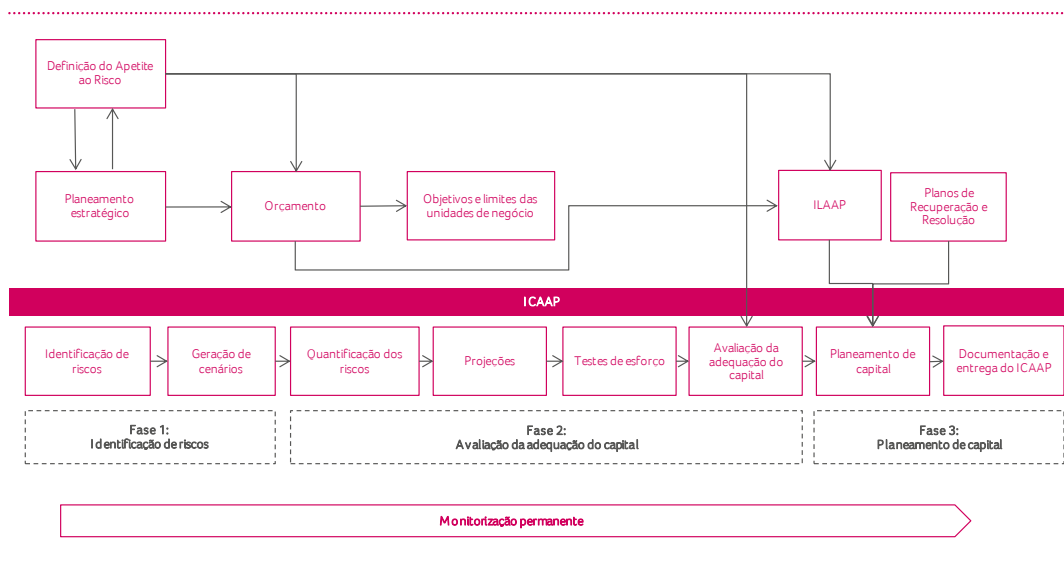 Definição do Apetite
ao Risco
Planeamento
estratégico
Orçamento
Objetivos e limites das
unidades de negócio
ILAAP
Planos de
Recuperação e
Resolução
ICAAP
Identificação de
riscos
Geração de
cenários
Quantificação dos
riscos
Projeções
Testes de esforço
Avaliação da
adequação do
capital
Planeamento de
capital
Documentação e
entrega do ICAAP
Fase 1:
Identificação de riscos
Fase 2:
Avaliação da adequação do capital
Fase 3:
Planeamento de capital
Monitorização permanente